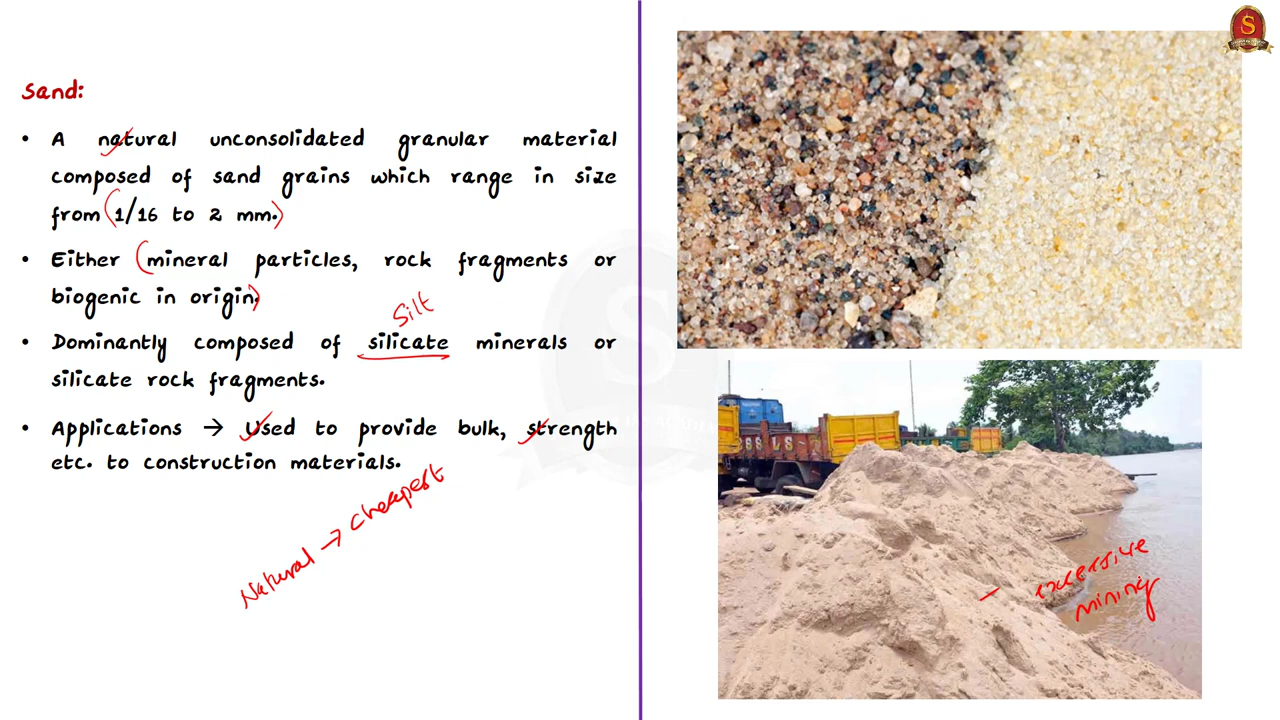 Sand:
• A natural unconsolidated granular material
composed of sand grains which range in size
from (1/16 to 2 mm.)
• Either (mineral particles, rock fragments or
biogenic in origin.)
Silt
• Dominantly composed of silicate minerals or
silicate rock fragments.
• Applications → Used to provide bulk, strength
etc. to construction materials.
Natural → Cheapest
S
- excessive
mining